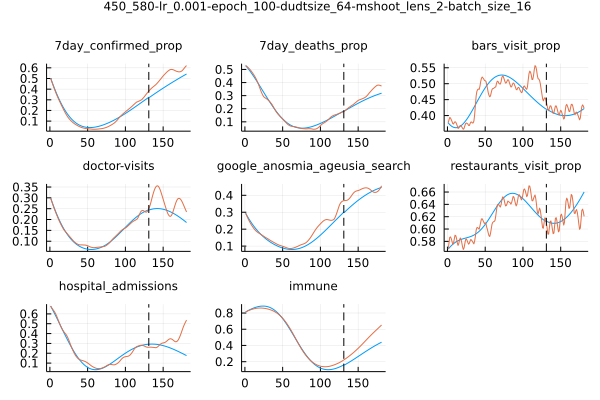 450_580-lr_0.001-epoch_100-dudtsize_64-mshoot_lens_2-batch_size_16
7day_confirmed_prop 7day_deaths_prop bars_visit_prop
0.6 0.5 0.4 0.3 0.2 0.1
0 50 100 150
0.5 0.4 0.3 0.2 0.1
0 50 100 150
0.55 0.50 0.45 0.40
0 50 100 150
doctor-visits google_anosmia_ageusia_search restaurants_visit_prop
0.35 0.30 0.25 0.20 0.15 0.10
0 50 100 150
0.4 0.3 0.2 0.1
0 50 100 150
0.66 0.64 0.62 0.60 0.58
0 50 100 150
hospital_admissions immune
0.6 0.5 0.4 0.3 0.2 0.1
0 50 100 150
0.8 0.6 0.4 0.2
0 50 100 150